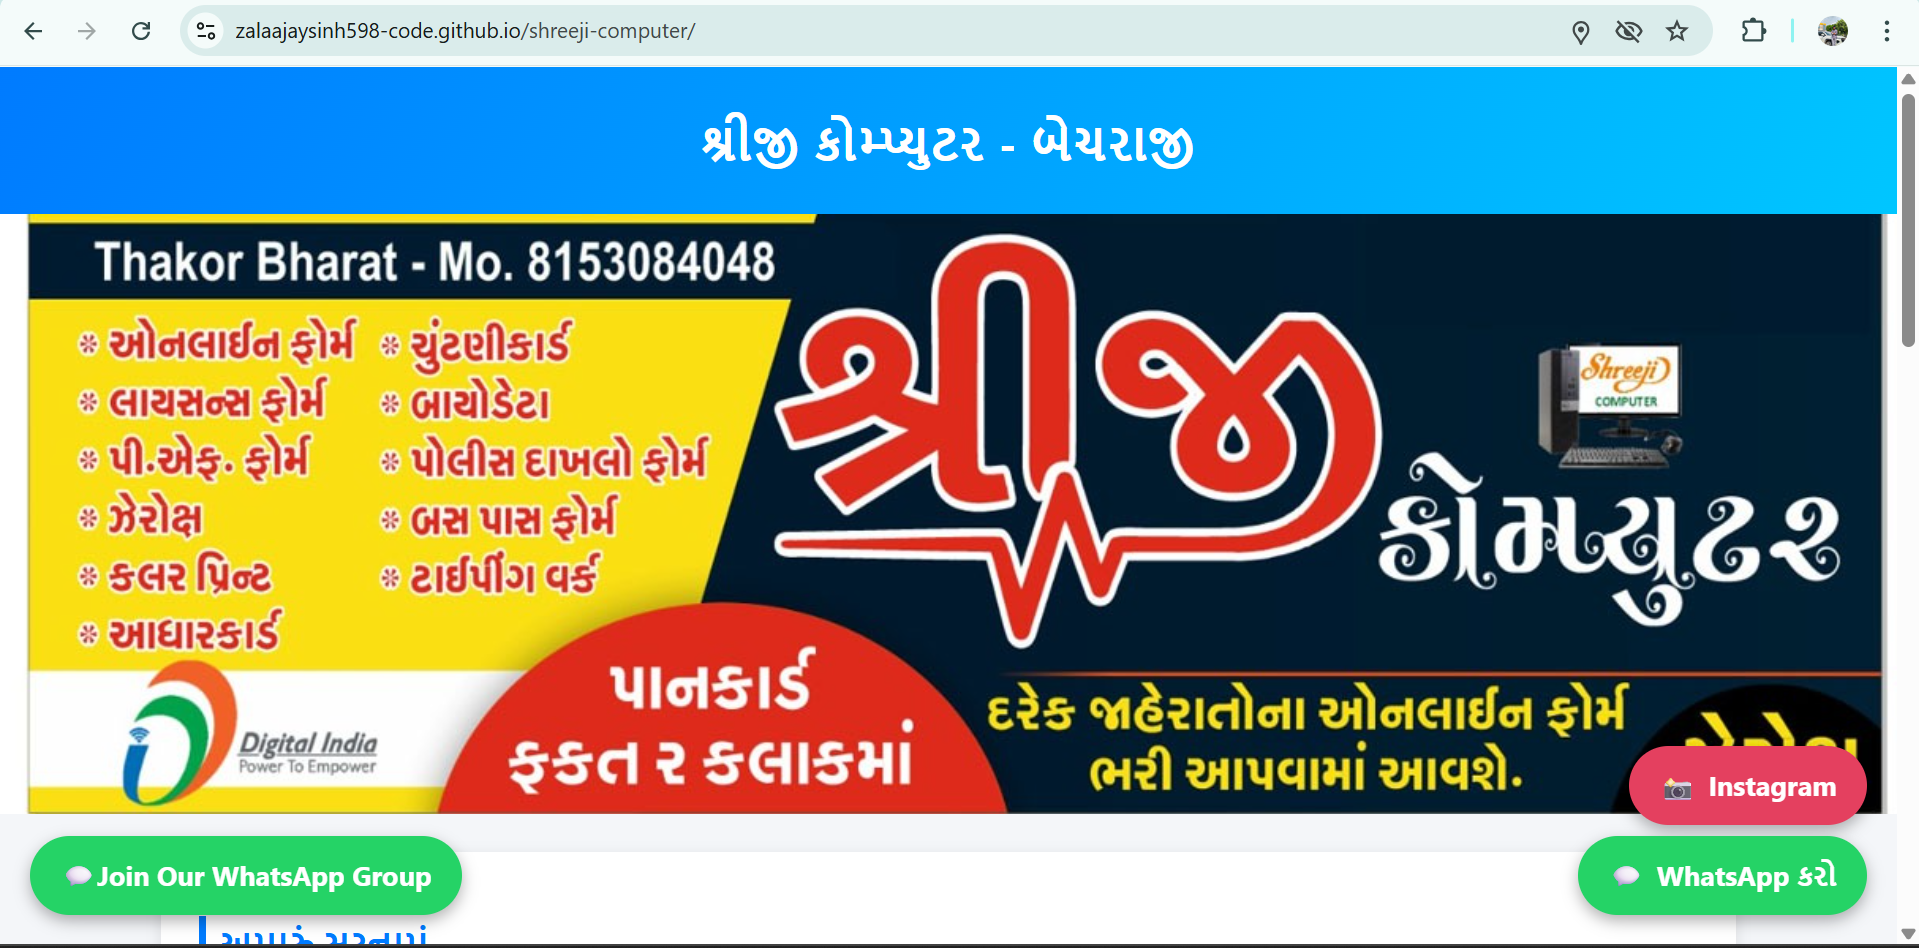 zalaajaysinh598-code.github.io/shreeji-computer/
શ્રીજી કોમ્પ્યુટર - બેચરાજી
Thakor Bharat - Mo. 8153084048
* ઓનલાઈન ફોર્મ
* લાયસન્સ ફોર્મ
* પી.એફ. ફોર્મ
* ઝેરોક્ષ
* કલર પ્રિન્ટ
* આધારકાર્ડ
* ચુંટણીકાર્ડ
* બાયોડેટા
* પોલીસ દાખલો ફોર્મ
* બસ પાસ ફોર્મ
* ટાઈપીંગ વર્ક
શ્રીજી
Shreeji
COMPUTER
કોમ્પ્યુટર
Digital India
Power To Empower
પાનકાર્ડ
ફકત ૨ કલાકમાં
દરેક જાહેરાતોના ઓનલાઈન ફોર્મ
ભરી આપવામાં આવશે.
Instagram
Join Our WhatsApp Group
WhatsApp કરો